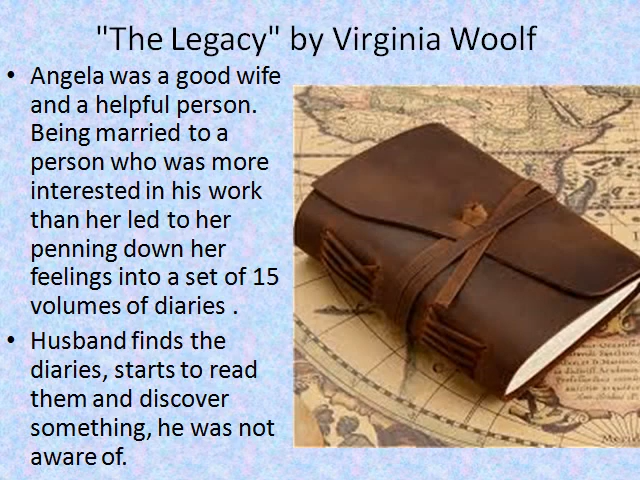 "The Legacy" by Virginia Woolf
• Angela was a good wife
and a helpful person.
Being married to a
person who was more
interested in his work
than her led to her
penning down her
feelings into a set of 15
volumes of diaries .
• Husband finds the
diaries, starts to read
them and discover
something, he was not
aware of.